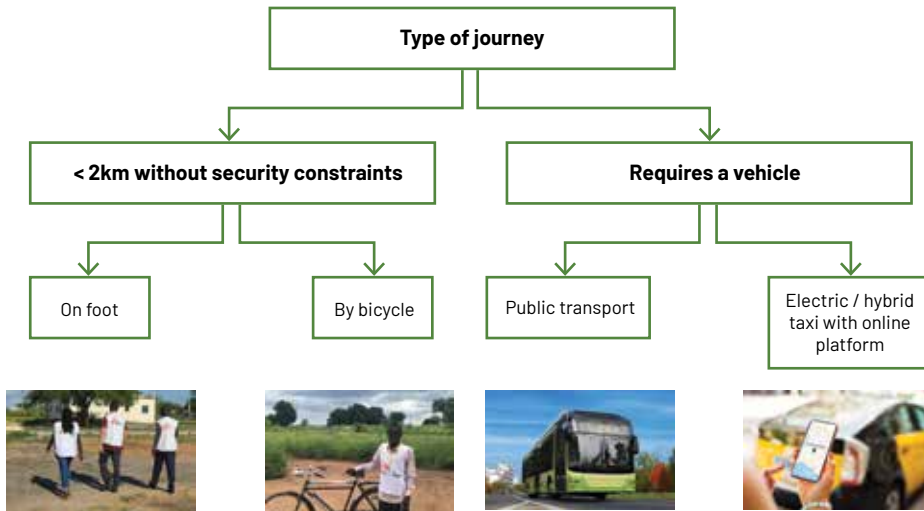 Type of journey
< 2km without security constraints
Requires a vehicle
On foot
By bicycle
Public transport
Electric / hybrid
taxi with online
platform